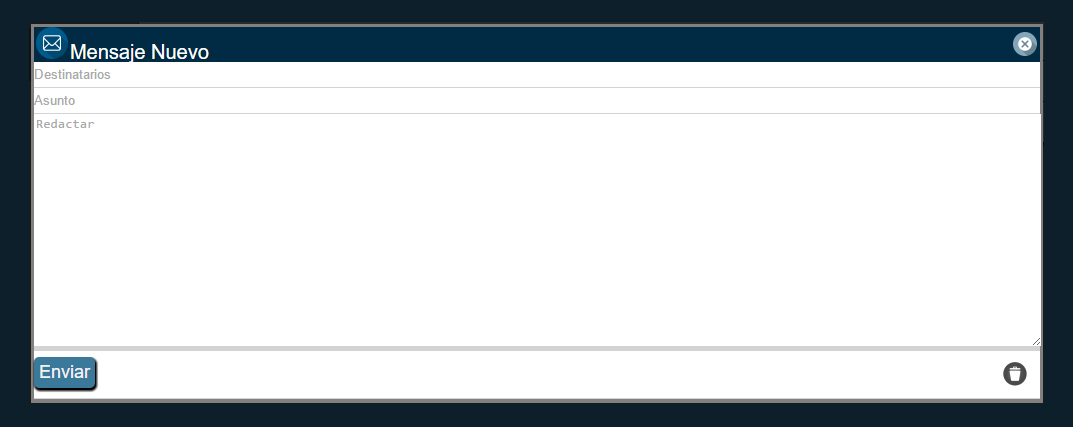 Mensaje Nuevo
Destinatarios
Asunto
Redactar
Enviar